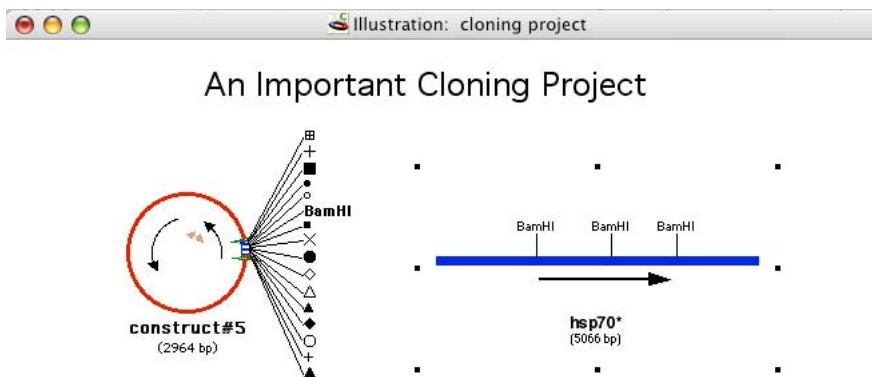 Illustration: cloning project
An Important Cloning Project
BamHI
BamHI BamHI BamHI
construct#5
(2964 bp)
hsp70*
(5066 bp)